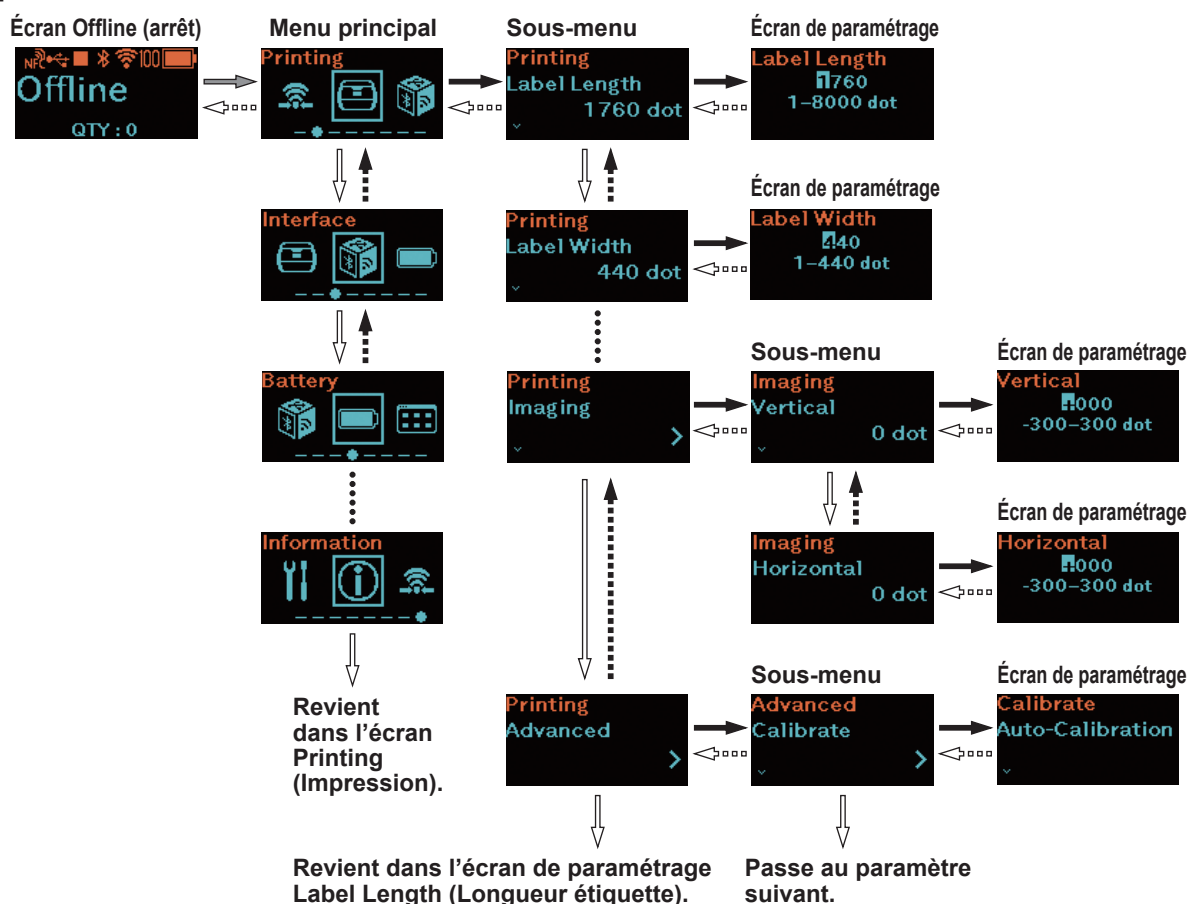 Écran Offline (arrêt)
Menu principal
Sous-menu
Écran de paramétrage
NFC
100
Offline
QTY : 0
Printing
Printing
Label Length
1760 dot
Label Length
1760
1–8000 dot
Écran de paramétrage
Interface
Printing
Label Width
440 dot
Label Width
440
1–440 dot
Sous-menu
Écran de paramétrage
Battery
Printing
Imaging
Imaging
Vertical
0 dot
Vertical
+000
-300–300 dot
Écran de paramétrage
Information
Imaging
Horizontal
0 dot
Horizontal
+000
-300–300 dot
Sous-menu
Écran de paramétrage
Revient
dans l'écran
Printing
(Impression).
Printing
Advanced
Advanced
Calibrate
Calibrate
Auto-Calibration
Revient dans l'écran de paramétrage
Label Length (Longueur étiquette).
Passe au paramètre
suivant.